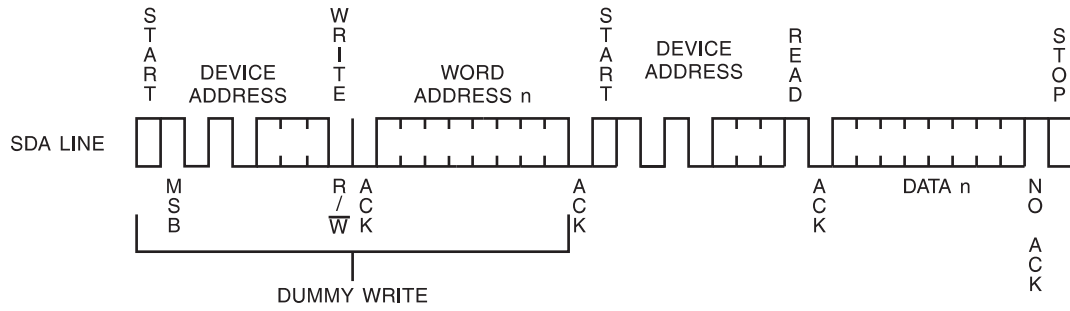 START
WRITE
START
READ
STOP
DEVICE
ADDRESS
WORD
ADDRESS n
DEVICE
ADDRESS
SDA LINE
MSB
R/W
ACK
ACK
ACK
DATA n
NO ACK
DUMMY WRITE